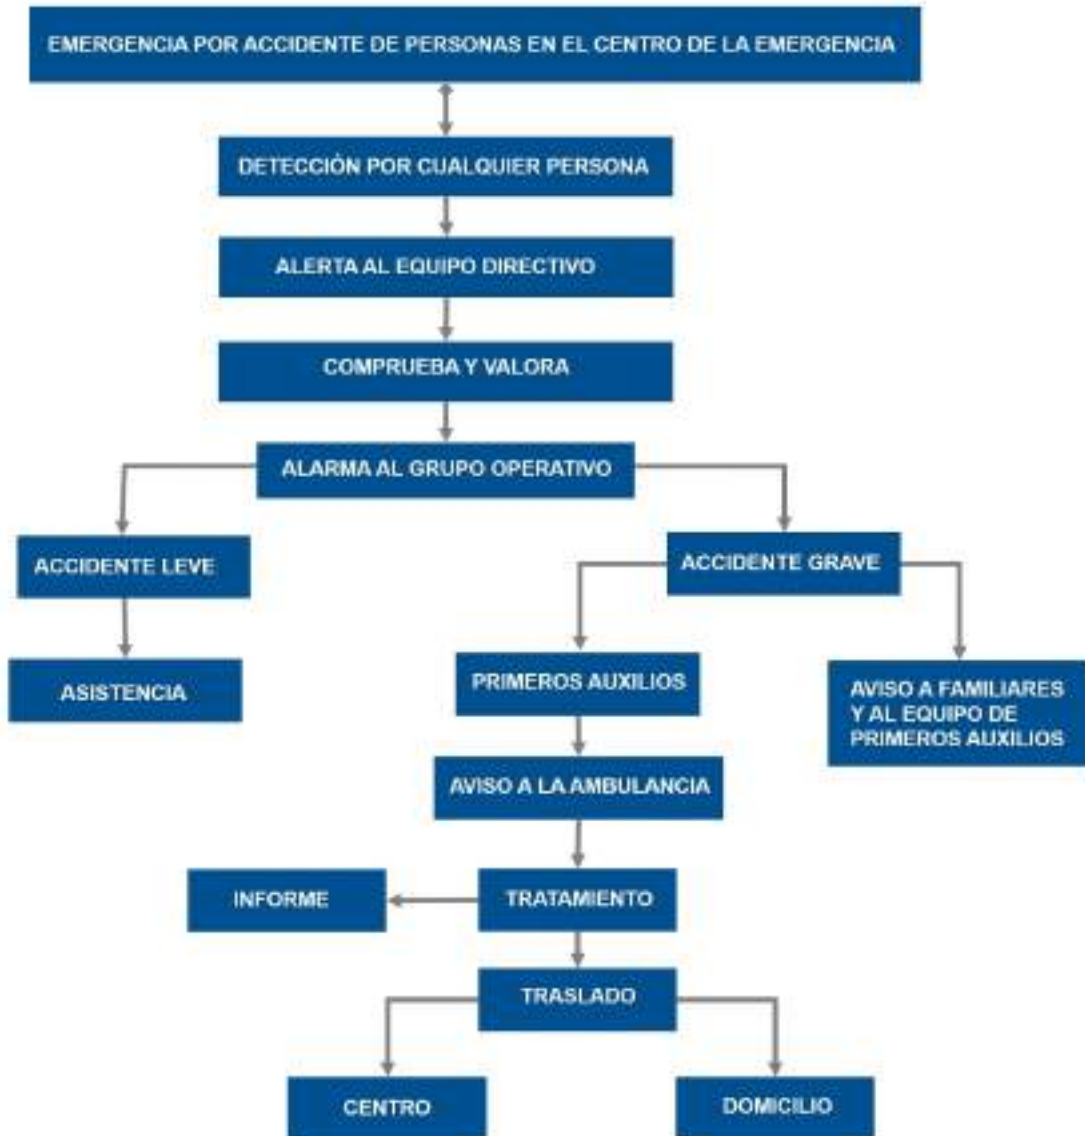 EMERGENCIA POR ACCIDENTE DE PERSONAS EN EL CENTRO DE LA EMERGENCIA
DETECCIÓN POR CUALQUIER PERSONA
ALERTA AL EQUIPO DIRECTIVO
COMPRUEBA Y VALORA
ALARMA AL GRUPO OPERATIVO
ACCIDENTE LEVE
ACCIDENTE GRAVE
ASISTENCIA
PRIMEROS AUXILIOS
AVISO A FAMILIARES
Y AL EQUIPO DE
PRIMEROS AUXILIOS
AVISO A LA AMBULANCIA
INFORME
TRATAMIENTO
TRASLADO
CENTRO
DOMICILIO